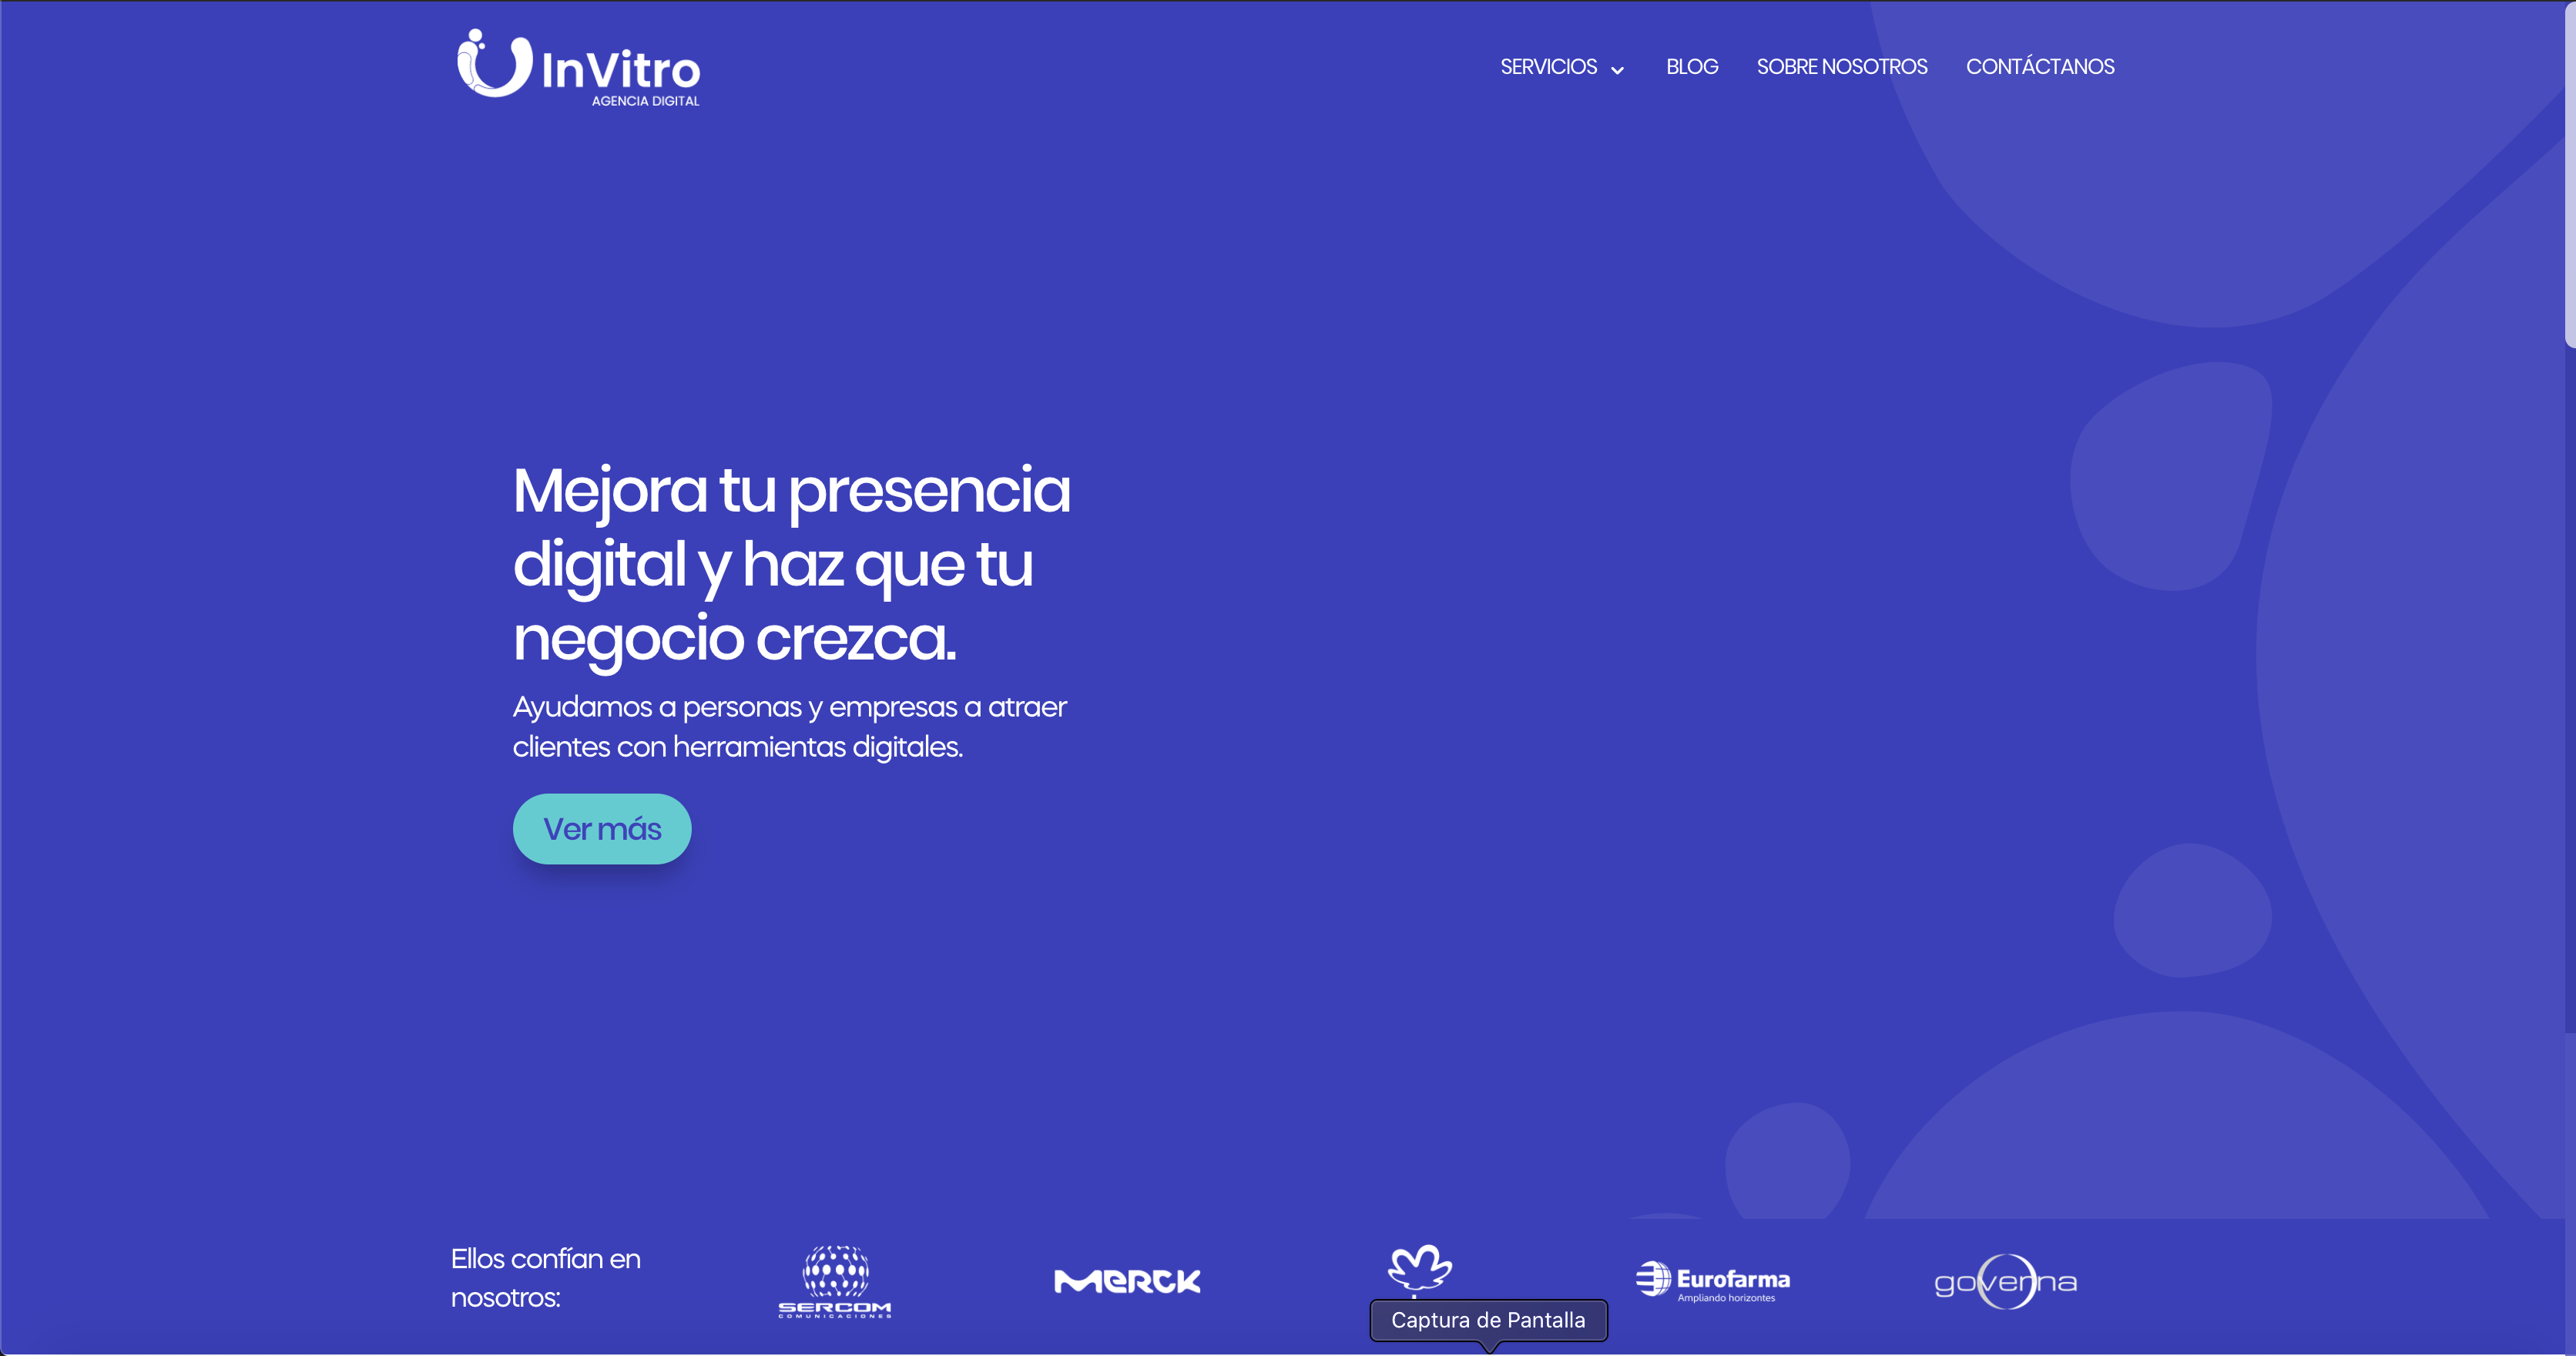 InVitro
AGENCIA DIGITAL
SERVICIOS BLOG SOBRE NOSOTROS CONTÁCTANOS
Mejora tu presencia
digital y haz que tu
negocio crezca.
Ayudamos a personas y empresas a atraer
clientes con herramientas digitales.
Ver más
Ellos confían en
nosotros:
SERCOM
COMUNICACIONES
MERCK
Eurofarma
Ampliando horizontes
governa
Captura de Pantalla